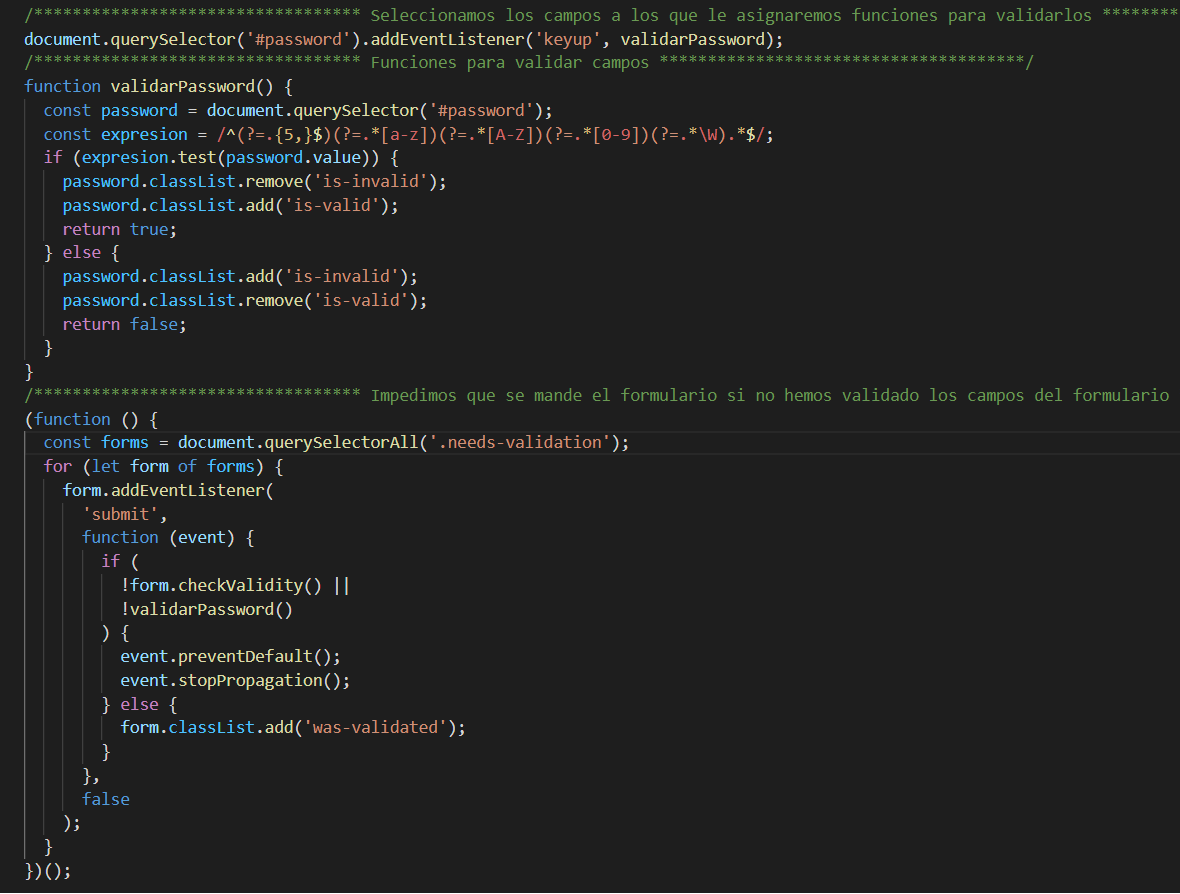 /********************************** Seleccionamos los campos a los que le asignaremos funciones para validarlos ********
document.querySelector('#password').addEventListener('keyup', validarPassword);
/********************************** Funciones para validar campos **************************************/
function validarPassword() {
const password = document.querySelector('#password');
const expresion = /^(?=.{5,}$)(?=.*[a-z])(?=.*[A-Z])(?=.*[0-9])(?=.*\W).*$/;
if (expresion.test(password.value)) {
password.classList.remove('is-invalid');
password.classList.add('is-valid');
return true;
} else {
password.classList.add('is-invalid');
password.classList.remove('is-valid');
return false;
}
}
/********************************** Impedimos que se mande el formulario si no hemos validado los campos del formulario
(function () {
const forms = document.querySelectorAll('.needs-validation');
for (let form of forms) {
form.addEventListener(
'submit',
function (event) {
if (
!form.checkValidity() ||
!validarPassword()
) {
event.preventDefault();
event.stopPropagation();
} else {
form.classList.add('was-validated');
}
},
false
);
}
})();